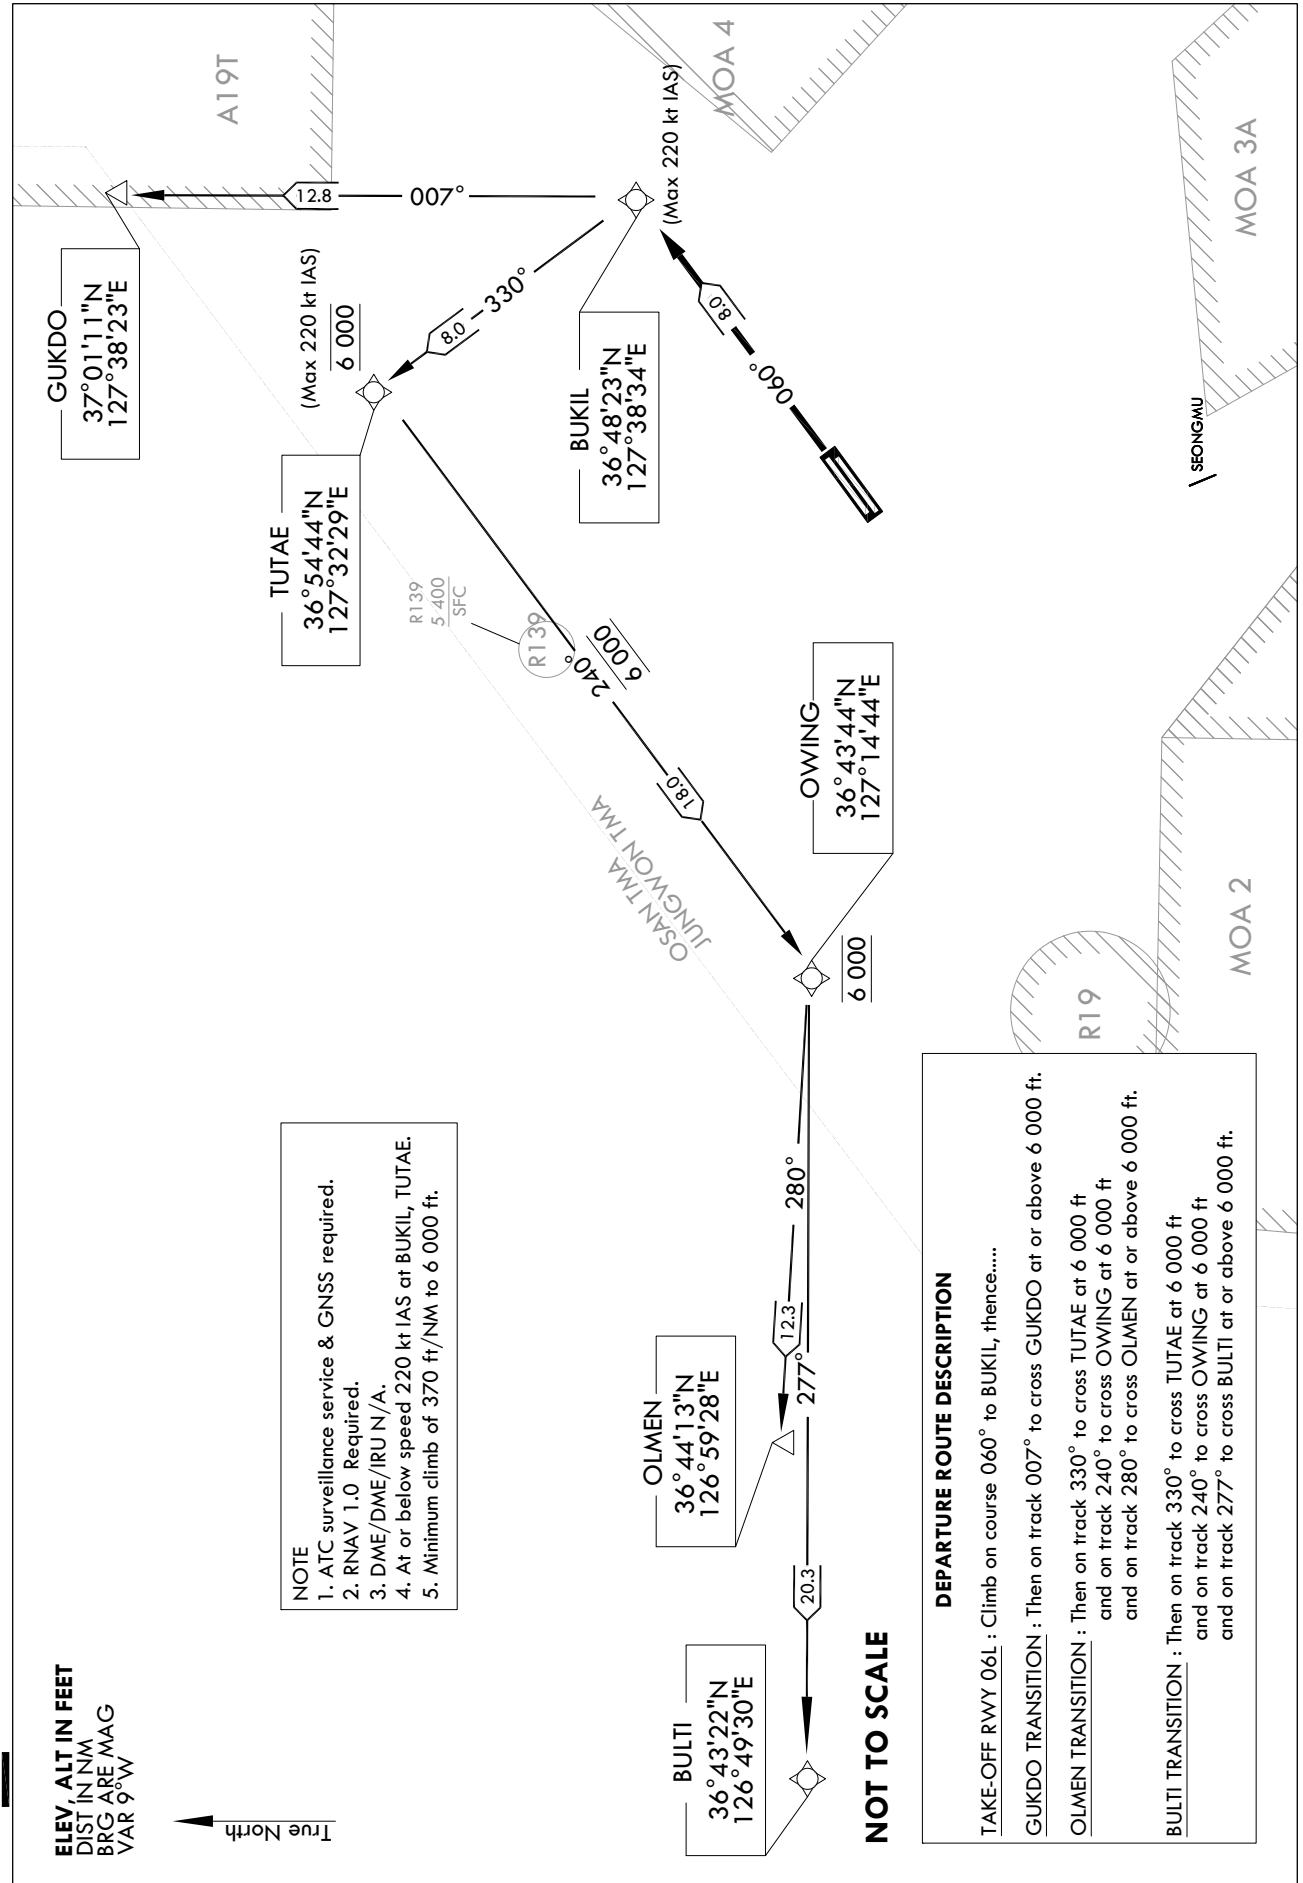 ELEV, ALT IN FEET
DIST IN NM
BRG ARE MAG
VAR 9°W
True North
NOTE
1. ATC surveillance service & GNSS required.
2. RNAV 1.0 Required.
3. DME/DME/IRU N/A.
4. At or below speed 220 kt IAS at BUKIL, TUTAE.
5. Minimum climb of 370 ft/NM to 6 000 ft.
GUKDO
37°01'11"N
127°38'23"E
A19T
12.8
007°
(Max 220 kt IAS)
6 000
TUTAE
36°54'44"N
127°32'29"E
8.0
330°
MOA 4
(Max 220 kt IAS)
BUKIL
36°48'23"N
127°38'34"E
8.0
060°
R139
5 400
SFC
R139
240°
6 000
18.0
OSAN TMA
JUNGWON TMA
OWING
36°43'44"N
127°14'44"E
6 000
280°
12.3
277°
20.3
OLMEN
36°44'13"N
126°59'28"E
BULTI
36°43'22"N
126°49'30"E
MOA 3A
SEONGMU
MOA 2
R19
NOT TO SCALE
DEPARTURE ROUTE DESCRIPTION
TAKE-OFF RWY 06L : Climb on course 060° to BUKIL, thence.....
GUKDO TRANSITION : Then on track 007° to cross GUKDO at or above 6 000 ft.
OLMEN TRANSITION : Then on track 330° to cross TUTAE at 6 000 ft
and on track 240° to cross OWING at 6 000 ft
and on track 280° to cross OLMEN at or above 6 000 ft.
BULTI TRANSITION : Then on track 330° to cross TUTAE at 6 000 ft
and on track 240° to cross OWING at 6 000 ft
and on track 277° to cross BULTI at or above 6 000 ft.